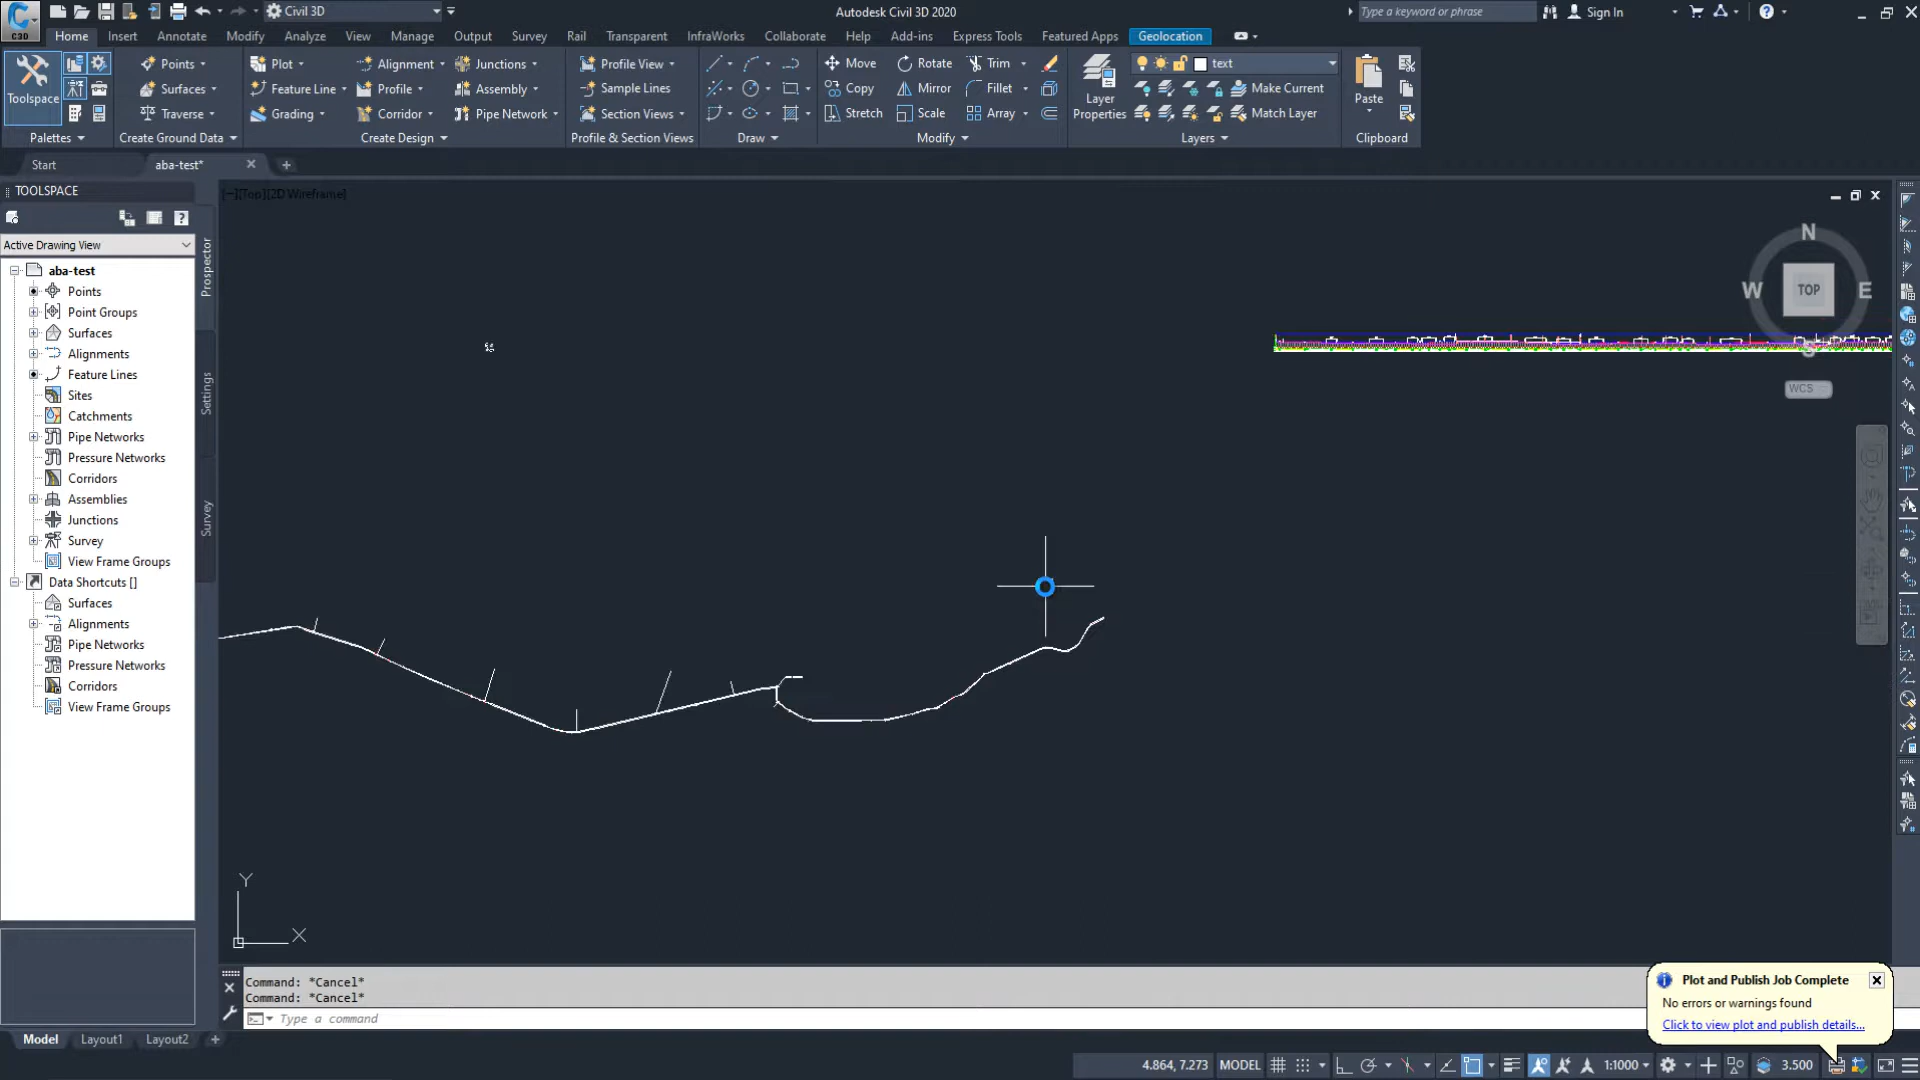 Civil 3D
Autodesk Civil 3D 2020
Type a keyword or phrase
Sign In
C3D
Home Insert Annotate Modify Analyze View Manage Output Survey Rail Transparent InfraWorks Collaborate Help Add-ins Express Tools Featured Apps Geolocation
Toolspace
Points
Surfaces
Traverse
Plot
Feature Line
Grading
Alignment
Profile
Corridor
Junctions
Assembly
Pipe Network
Profile View
Sample Lines
Section Views
Move Rotate Trim
Copy Mirror Fillet
Stretch Scale Array
Layer
Properties
text
Make Current
Match Layer
Paste
Palettes Create Ground Data Create Design Profile & Section Views Draw Modify Layers Clipboard
Start aba-test*
TOOLSPACE
[−][Top][2D Wireframe]
Active Drawing View
Prospector
Settings
Survey
aba-test
Points
Point Groups
Surfaces
Alignments
Feature Lines
Sites
Catchments
Pipe Networks
Pressure Networks
Corridors
Assemblies
Junctions
Survey
View Frame Groups
Data Shortcuts []
Surfaces
Alignments
Pipe Networks
Pressure Networks
Corridors
View Frame Groups
N
W TOP E
S
WCS
Y
X
Command: *Cancel*
Command: *Cancel*
Type a command
Plot and Publish Job Complete
No errors or warnings found
Click to view plot and publish details...
Model Layout1 Layout2
4.864, 7.273 MODEL 1:1000 3.500